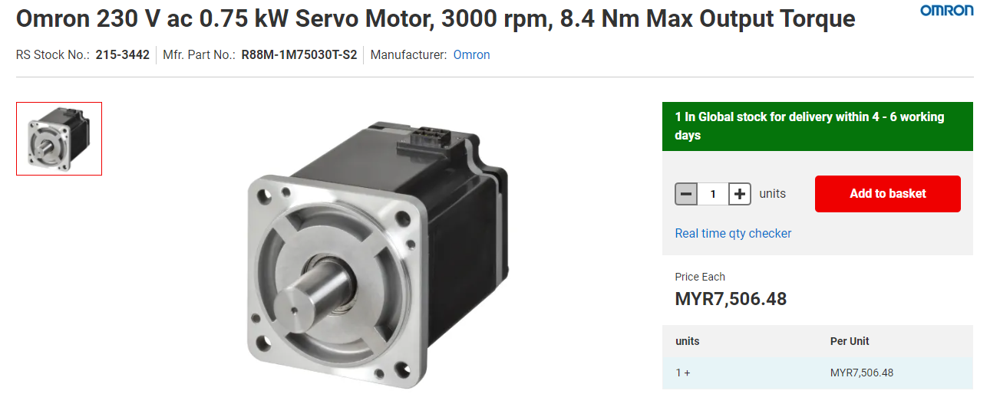 Omron 230 V ac 0.75 kW Servo Motor, 3000 rpm, 8.4 Nm Max Output Torque
OMRON
RS Stock No.: 215-3442 Mfr. Part No.: R88M-1M75030T-S2 Manufacturer: Omron
1 In Global stock for delivery within 4 - 6 working
days
1 units
Add to basket
Real time qty checker
Price Each
MYR7,506.48
units Per Unit
1 + MYR7,506.48